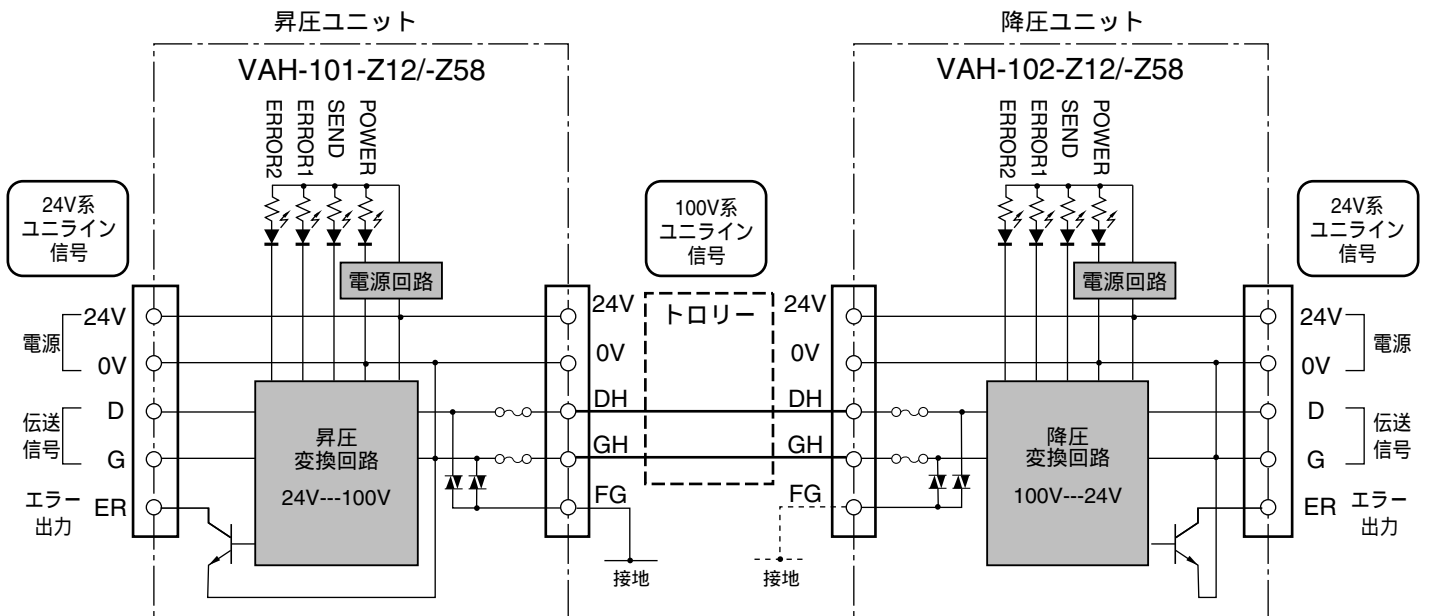 昇圧ユニット
VAH-101-Z12/-Z58
ERROR2
ERROR1
SEND
POWER
24V系
ユニライン
信号
電源回路
電源
24V
0V
伝送
信号
D
G
エラー
出力
ER
昇圧
変換回路
24V---100V
24V
0V
DH
GH
FG
接地
100V系
ユニライン
信号
トロリー
降圧ユニット
VAH-102-Z12/-Z58
ERROR2
ERROR1
SEND
POWER
24V系
ユニライン
信号
電源回路
24V
0V
DH
GH
FG
接地
降圧
変換回路
100V---24V
24V
0V
電源
D
G
伝送
信号
ER
エラー
出力